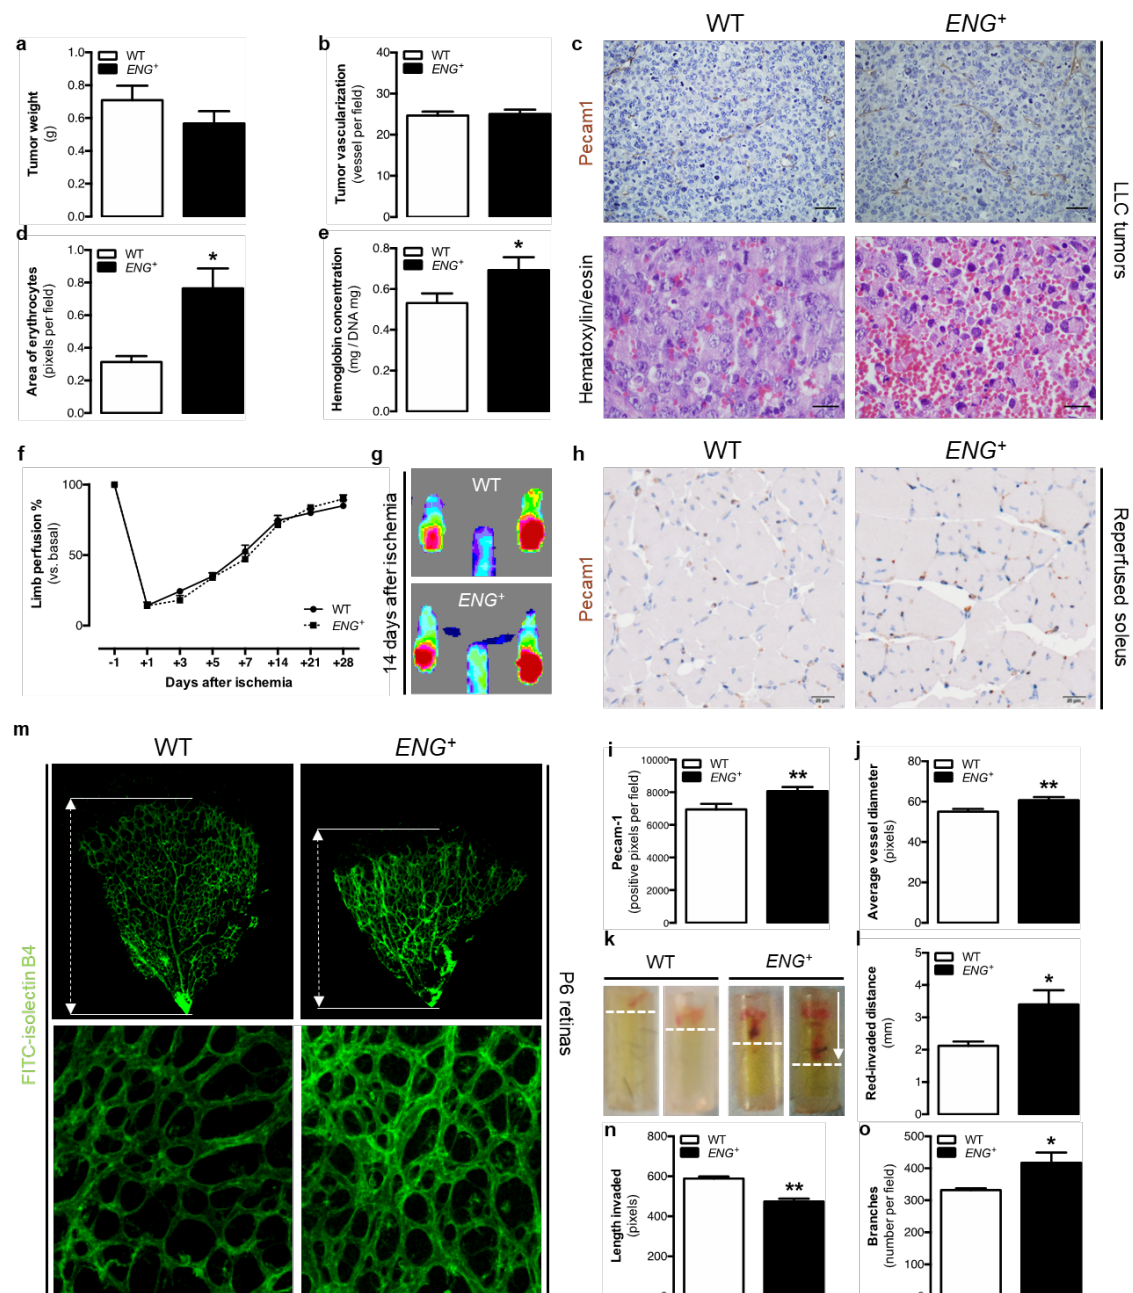 WT
ENG+
a
WT
ENG+
Tumor weight
(g)
1.0
0.8
0.6
0.4
0.2
0.0
b
WT
ENG+
Tumor vascularization
(vessel per field)
40
30
20
10
0
c
Pecam1
Hematoxylin/eosin
LLC tumors
d
WT
ENG+
Area of erythrocytes
(pixels per field)
1.0
0.8
0.6
0.4
0.2
0.0
*
e
WT
ENG+
Hemoglobin concentration
(mg / DNA mg)
0.8
0.6
0.4
0.2
0.0
*
f
Limb perfusion %
(vs. basal)
100
50
0
WT
ENG+
-1 +1 +3 +5 +7 +14 +21 +28
Days after ischemia
g
14 days after ischemia
WT
ENG+
h
WT
ENG+
Pecam1
20 µm
20 µm
Reperfused soleus
m
WT
ENG+
FITC-isolectin B4
P6 retinas
i
WT
ENG+
Pecam-1
(positive pixels per field)
10000
8000
6000
4000
2000
0
**
j
WT
ENG+
Average vessel diameter
(pixels)
80
60
40
20
0
**
k
WT
ENG+
l
WT
ENG+
Red-invaded distance
(mm)
5
4
3
2
1
0
*
n
WT
ENG+
Length invaded
(pixels)
800
600
400
200
**
o
WT
ENG+
Branches
(number per field)
500
400
300
200
100
*